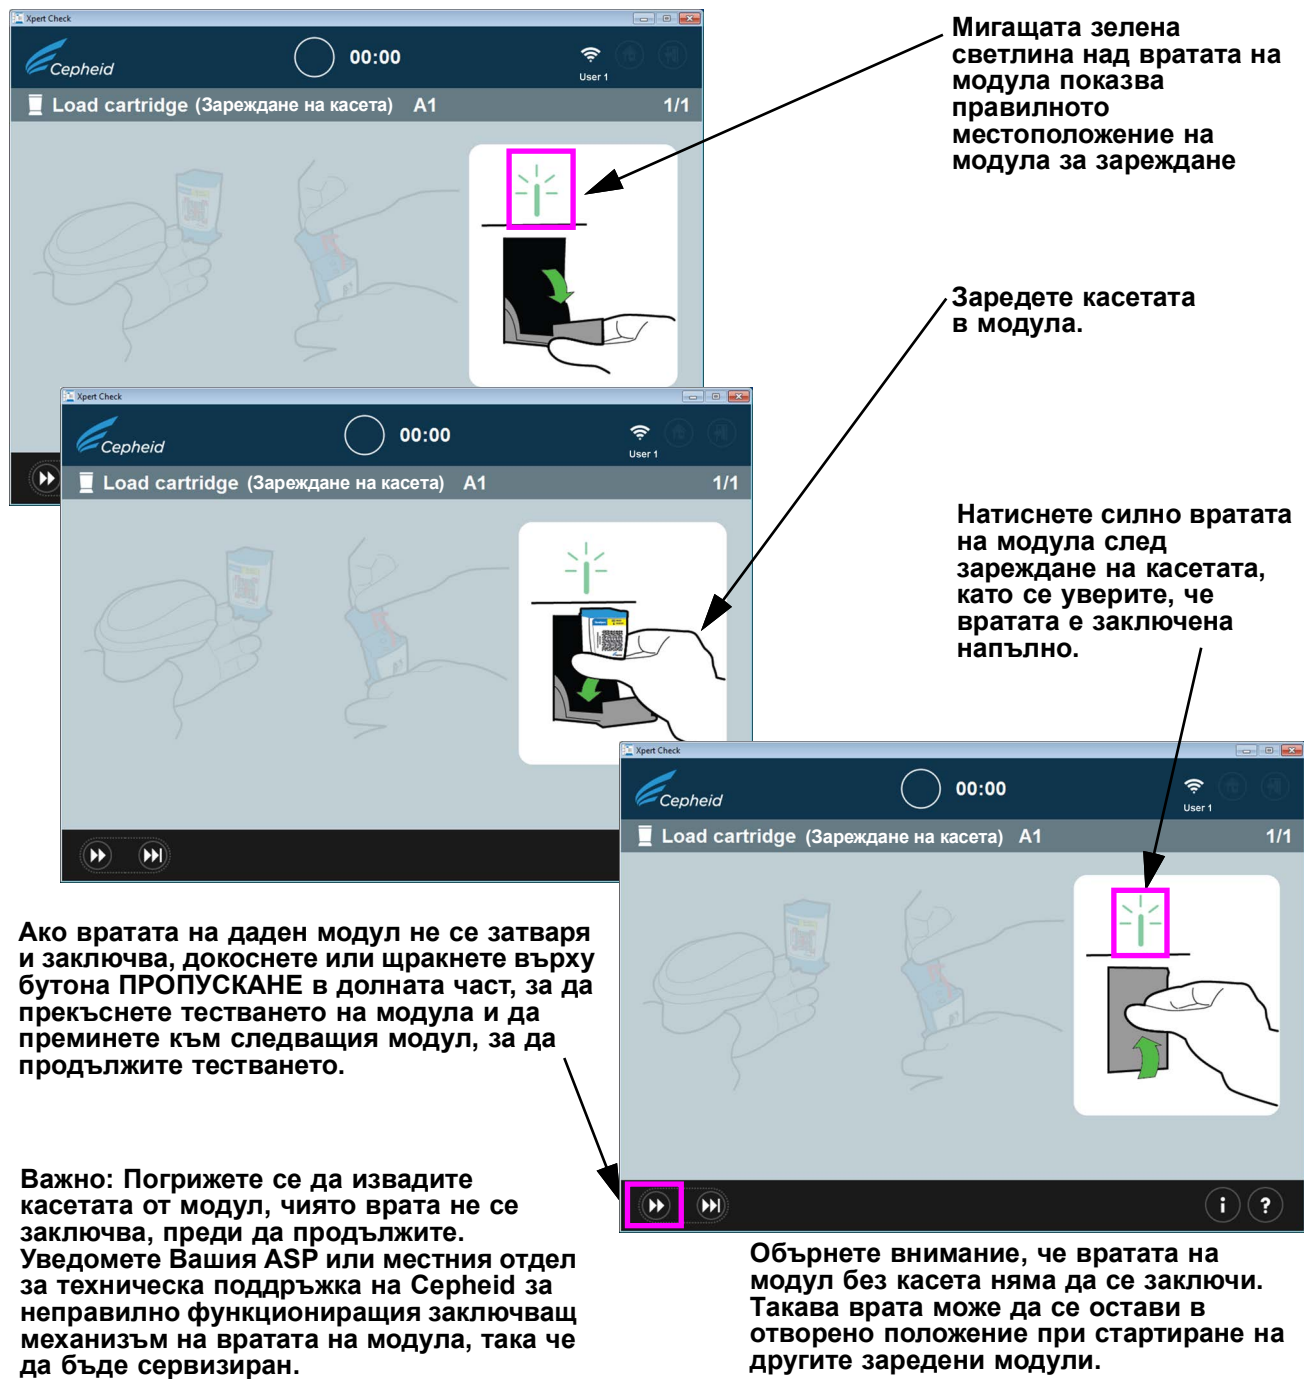 Xpert Check
Cepheid
00:00
User 1
Load cartridge (Зареждане на касета) A1 1/1
Мигащата зелена
светлина над вратата на
модула показва
правилното
местоположение на
модула за зареждане
Заредете касетата
в модула.
Xpert Check
Cepheid
00:00
User 1
Load cartridge (Зареждане на касета) A1 1/1
Натиснете силно вратата
на модула след
зареждане на касетата,
като се уверите, че
вратата е заключена
напълно.
Xpert Check
Cepheid
00:00
User 1
Load cartridge (Зареждане на касета) A1 1/1
Ако вратата на даден модул не се затваря
и заключва, докоснете или щракнете върху
бутона ПРОПУСКАНЕ в долната част, за да
прекъснете тестването на модула и да
преминете към следващия модул, за да
продължите тестването.
Важно: Погрижете се да извадите
касетата от модул, чиято врата не се
заключва, преди да продължите.
Уведомете Вашия ASP или местния отдел
за техническа поддръжка на Cepheid за
неправилно функциониращия заключващ
механизъм на вратата на модула, така че
да бъде сервизиран.
i ?
Обърнете внимание, че вратата на
модул без касета няма да се заключи.
Такава врата може да се остави в
отворено положение при стартиране на
другите заредени модули.